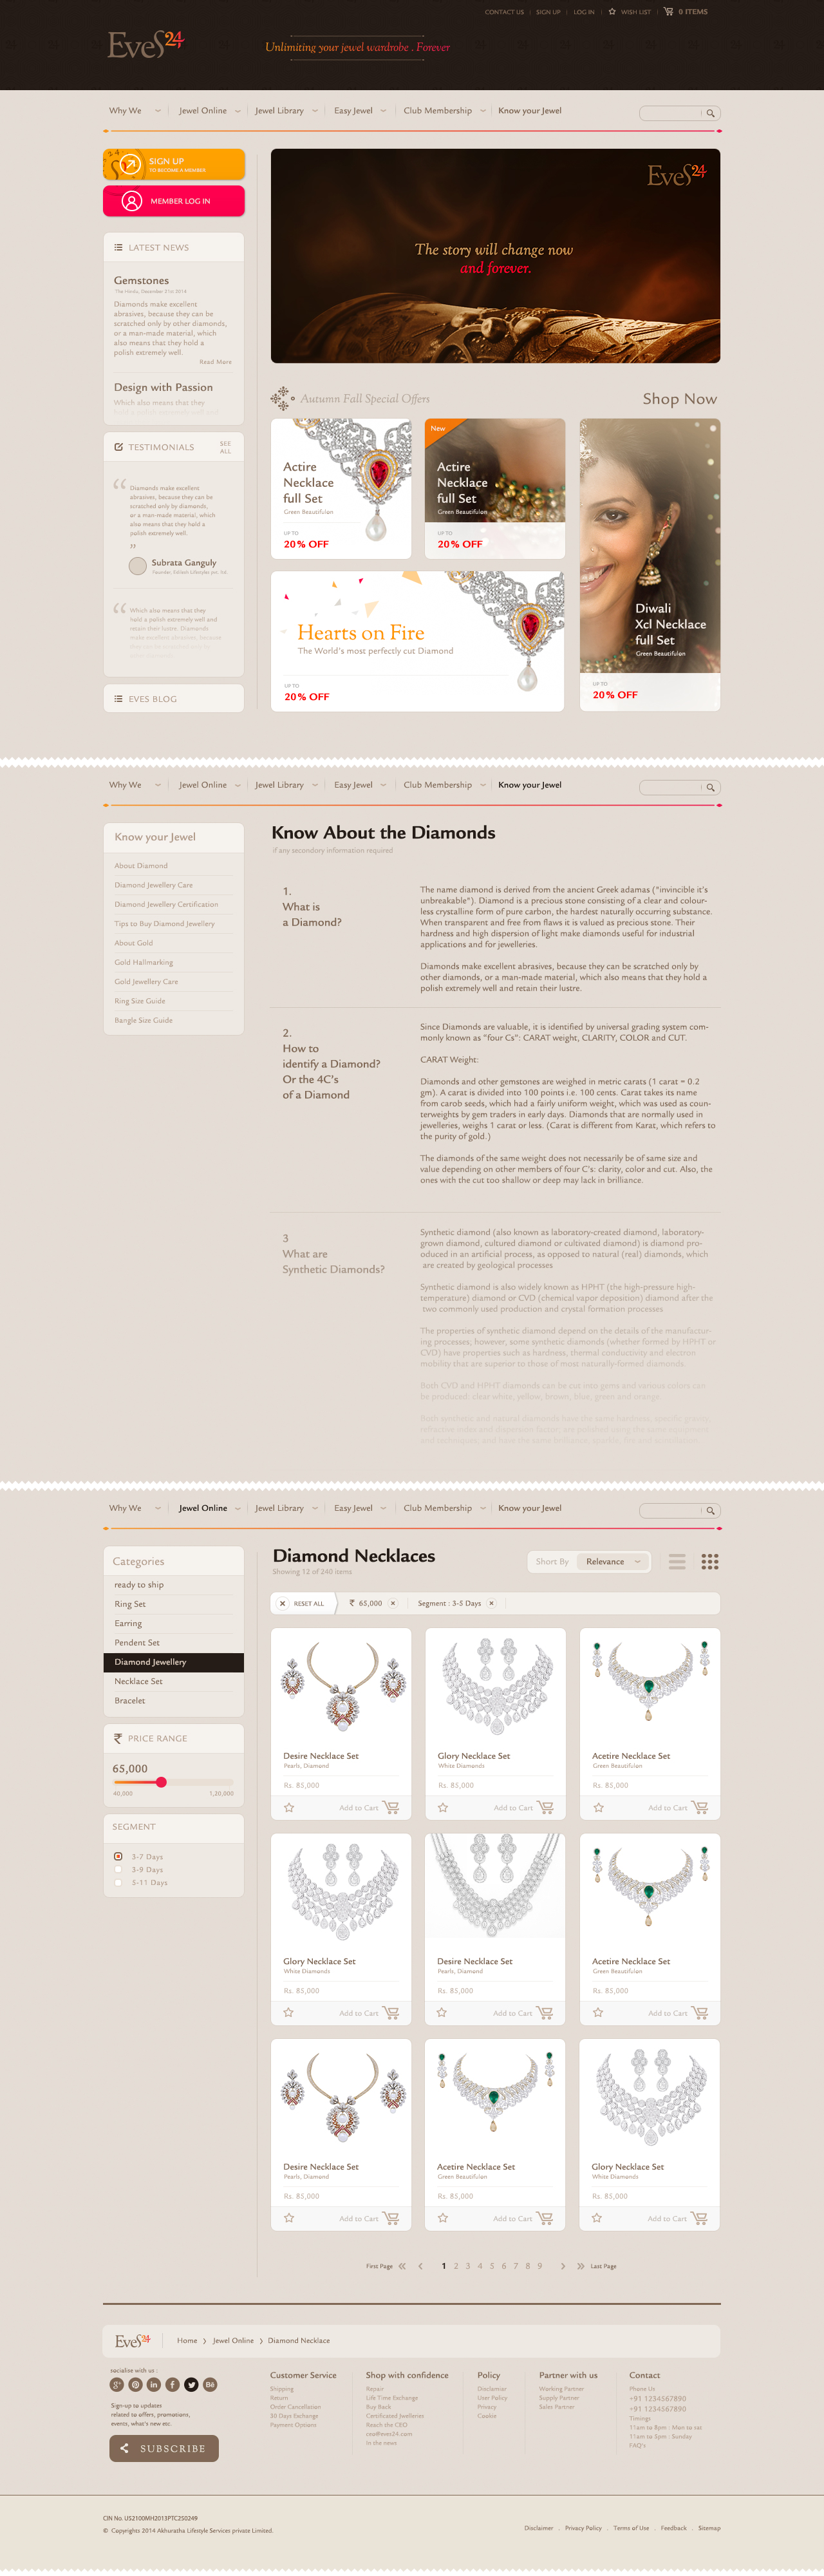 CONTACT US | SIGN UP | LOG IN | WISH LIST | 0 ITEMS
EveS24
Unlimiting your jewel wardrobe . Forever
Why We
Jewel Online
Jewel Library
Easy Jewel
Club Membership
Know your Jewel
SIGN UP
TO BECOME A MEMBER
MEMBER LOG IN
LATEST NEWS
Gemstones
The Hindu, December 21st 2014
Diamonds make excellent
abrasives, because they can be
scratched only by other diamonds,
or a man-made material, which
also means that they hold a
polish extremely well.
Read More
Design with Passion
Which also means that they
TESTIMONIALS
SEE
ALL
“
Diamonds make excellent
abrasives, because they can be
scratched only by diamonds,
or a man-made material, which
also means that they hold a
polish extremely well.
”
Subrata Ganguly
“
Which also means that they
hold a polish extremely well and
retain their lustre. Diamonds
make excellent abrasives, because
EVES BLOG
EveS24
The story will change now
and forever.
Autumn Fall Special Offers
Shop Now
Actire
Necklace
full Set
Green Beautifulan
UP TO
20% OFF
New
Actire
Necklace
full Set
Green Beautifulan
UP TO
20% OFF
Diwali
Xcl Necklace
full Set
Green Beautifulan
UP TO
20% OFF
Hearts on Fire
The World's most perfectly cut Diamond
UP TO
20% OFF
Why We
Jewel Online
Jewel Library
Easy Jewel
Club Membership
Know your Jewel
Know your Jewel
About Diamond
Diamond Jewellery Care
Diamond Jewellery Certification
Tips to Buy Diamond Jewellery
About Gold
Gold Hallmarking
Gold Jewellery Care
Ring Size Guide
Bangle Size Guide
Know About the Diamonds
if any secondary information required
1.
What is
a Diamond?
The name diamond is derived from the ancient Greek adamas ("invincible it's
unbreakable"). Diamond is a precious stone consisting of a clear and colour-
less crystalline form of pure carbon, the hardest naturally occurring substance.
When transparent and free from flaws it is valued as precious stone. Their
hardness and high dispersion of light make diamonds useful for industrial
applications and for jewelleries.
Diamonds make excellent abrasives, because they can be scratched only by
other diamonds, or a man-made material, which also means that they hold a
polish extremely well and retain their lustre.
2.
How to
identify a Diamond?
Or the 4C's
of a Diamond
Since Diamonds are valuable, it is identified by universal grading system com-
monly known as "four Cs": CARAT weight, CLARITY, COLOR and CUT.
CARAT Weight:
Diamonds and other gemstones are weighed in metric carats (1 carat = 0.2
gm). A carat is divided into 100 points i.e. 100 cents. Carat takes its name
from carob seeds, which had a fairly uniform weight, which was used as coun-
terweights by gem traders in early days. Diamonds that are normally used in
jewelleries, weighs 1 carat or less. (Carat is different from Karat, which refers to
the purity of gold.)
The diamonds of the same weight does not necessarily be of same size and
value depending on other members of four C's: clarity, color and cut. Also, the
ones with the cut too shallow or deep may lack in brilliance.
3
What are
Synthetic Diamonds?
Synthetic diamond (also known as laboratory-created diamond, laboratory-
grown diamond, cultured diamond or cultivated diamond) is diamond pro-
oduced in an artificial process, as opposed to natural (real) diamonds, which
are created by geological processes
Synthetic diamond is also widely known as HPHT (the high-pressure high-
temperature) diamond or CVD (chemical vapor deposition) diamond after the
two commonly used production and crystal formation processes
The properties of synthetic diamond depend on the details of the manufactur-
ing processes; however, some synthetic diamonds (whether formed by HPHT or
CVD) have properties such as hardness, thermal conductivity and electron
mobility that are superior to those of most naturally-formed diamonds.
Both CVD and HPHT diamonds can be cut into gems and various colors can
be produced: clear white, yellow, brown, blue, green and orange.
Why We
Jewel Online
Jewel Library
Easy Jewel
Club Membership
Know your Jewel
Categories
ready to ship
Ring Set
Earring
Pendent Set
Diamond Jewellery
Necklace Set
Bracelet
₹ PRICE RANGE
65,000
40,000
1,20,000
SEGMENT
3-7 Days
3-9 Days
5-11 Days
Diamond Necklaces
Showing 12 of 240 items
Short By
Relevance
RESET ALL
₹ 65,000
Segment : 3-5 Days
Desire Necklace Set
Pearls, Diamond
Rs. 85,000
Add to Cart
Glory Necklace Set
White Diamands
Rs. 85,000
Add to Cart
Acetire Necklace Set
Green Beautifulan
Rs. 85,000
Add to Cart
Glory Necklace Set
White Diamands
Rs. 85,000
Add to Cart
Desire Necklace Set
Pearls, Diamand
Rs. 85,000
Add to Cart
Acetire Necklace Set
Green Beautifulan
Rs. 85,000
Add to Cart
Desire Necklace Set
Pearls, Diamand
Rs. 85,000
Add to Cart
Acetire Necklace Set
Green Beautifulan
Rs. 85,000
Add to Cart
Glory Necklace Set
White Diamands
Rs. 85,000
Add to Cart
First Page
1 2 3 4 5 6 7 8 9
Last Page
EveS24
Home
Jewel Online
Diamond Necklace
socialise with us :
Sign-up to updates
related to offers, promotions,
events, what's new etc.
SUBSCRIBE
Customer Service
Shipping
Return
Order Cancellation
30 Days Exchange
Payment Options
Shop with confidence
Repair
Life Time Exchange
Buy Back
Certificated Jwelleries
Reach the CEO
ceo@eves24.com
In the news
Policy
Disclamier
User Policy
Privacy
Cookie
Partner with us
Working Partner
Supply Partner
Sales Partner
Contact
Phone Us
+91 1234567890
+91 1234567890
Timings
11am to 8pm : Mon to sat
11am to 5pm : Sunday
FAQ's
CIN No. US2100MH2013PTC2S0249
© Copyrights 2014 Akhuratha Lifestyle Services private Limited.
Disclaimer . Privacy Policy . Terms of Use . Feedback . Sitemap